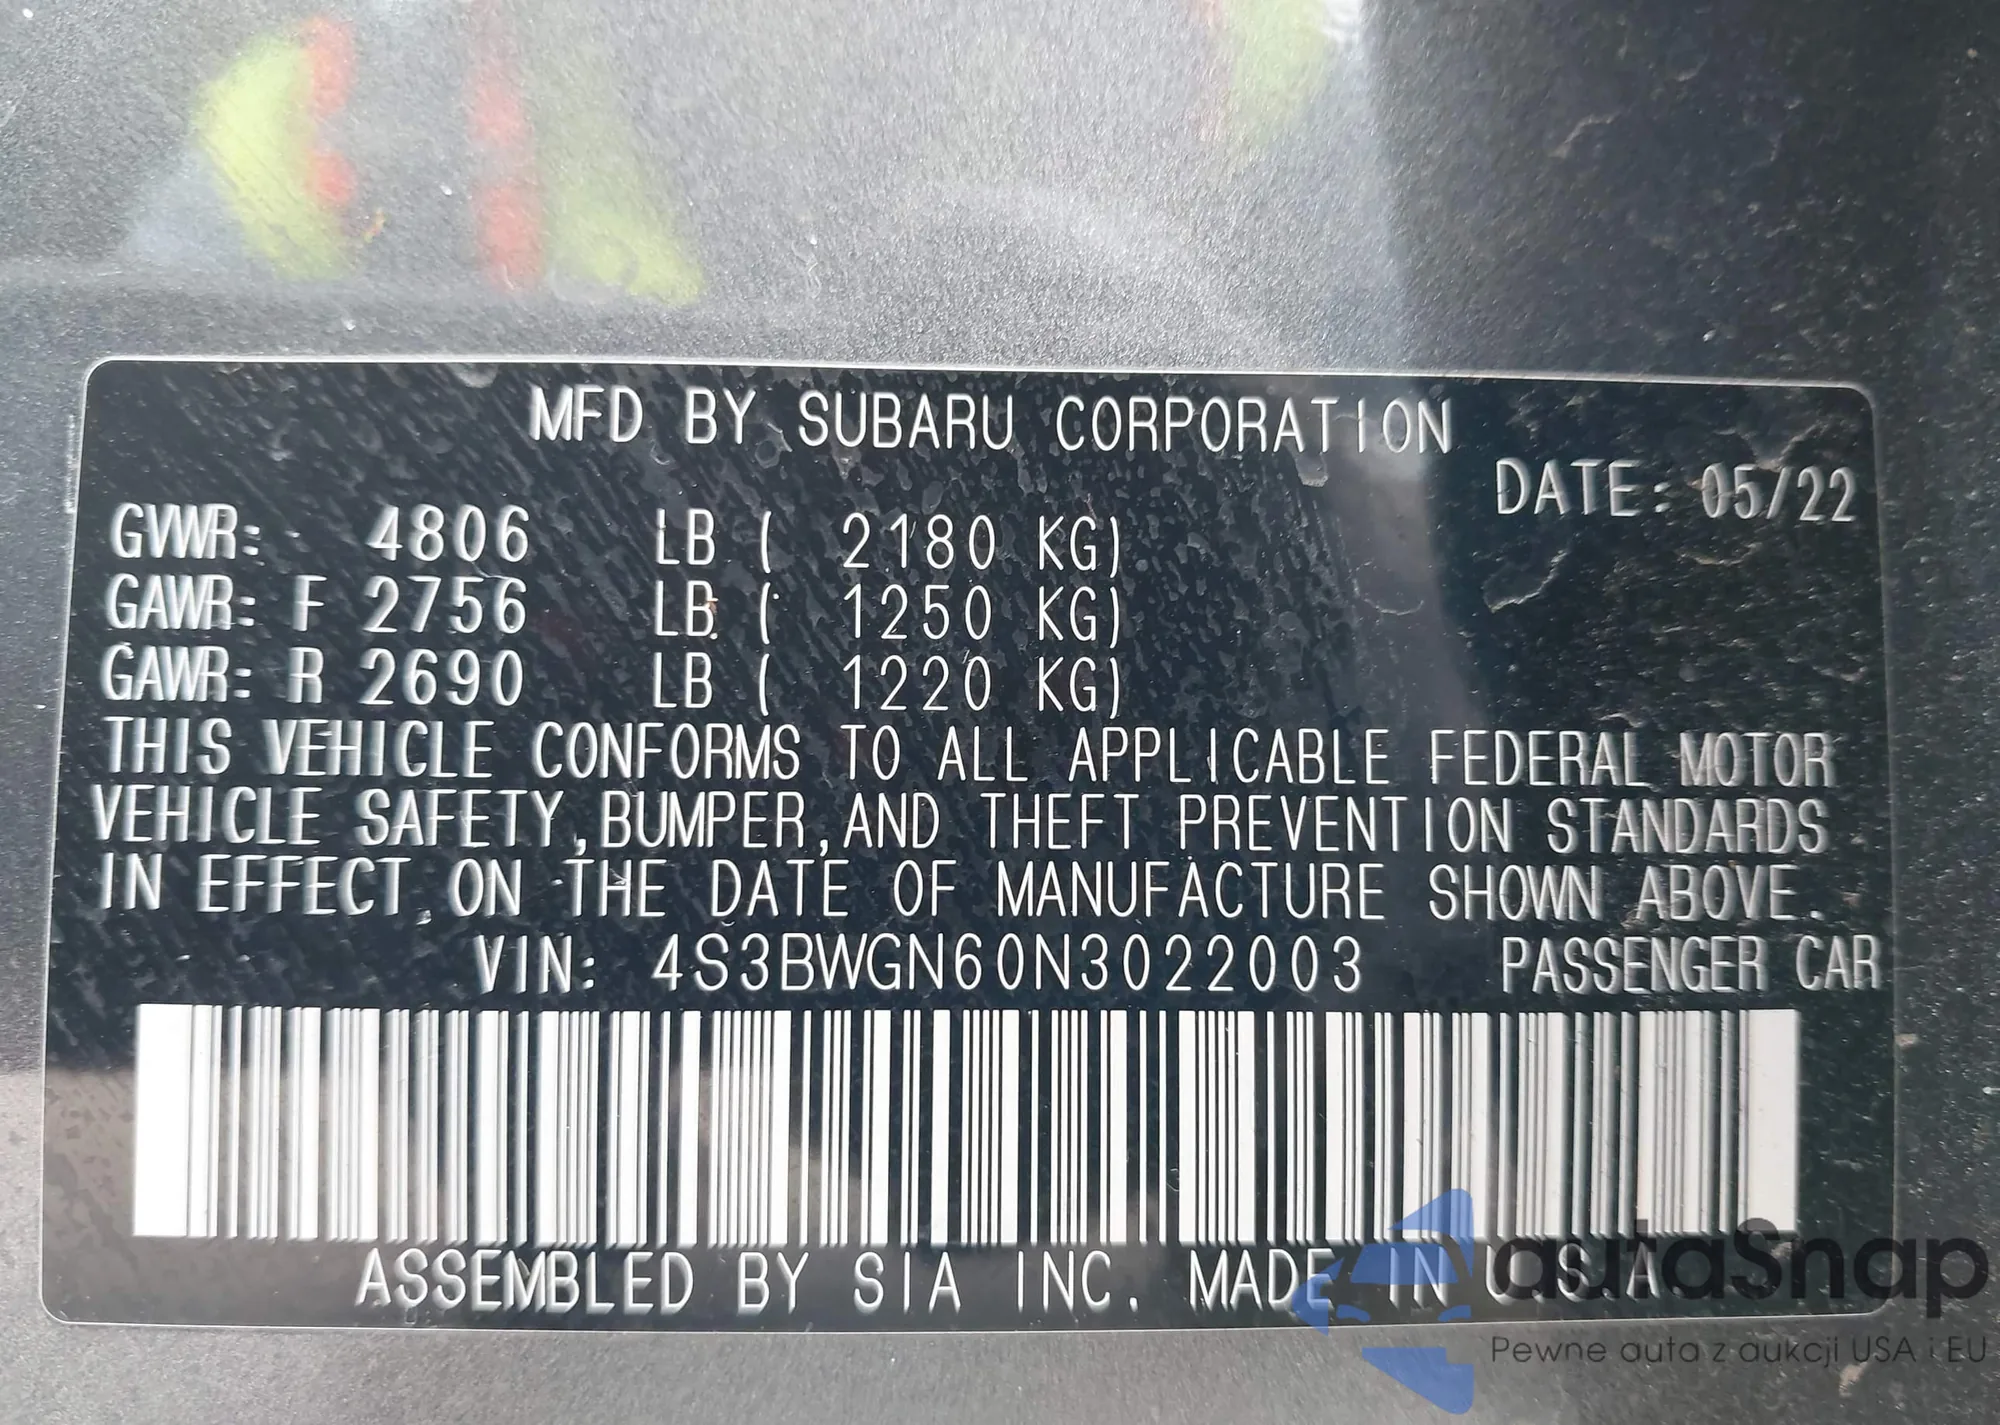 MFD BY SUBARU CORPORATION
DATE: 05/22
GVWR: 4806 LB ( 2180 KG)
GAWR: F 2756 LB ( 1250 KG)
GAWR: R 2690 LB ( 1220 KG)
THIS VEHICLE CONFORMS TO ALL APPLICABLE FEDERAL MOTOR
VEHICLE SAFETY,BUMPER,AND THEFT PREVENTION STANDARDS
IN EFFECT ON THE DATE OF MANUFACTURE SHOWN ABOVE.
VIN: 4S3BWGN60N3022003 PASSENGER CAR
ASSEMBLED BY SIA INC. MADE IN U.S.A.
autaSnap
Pewne auta z aukcji USA i EU